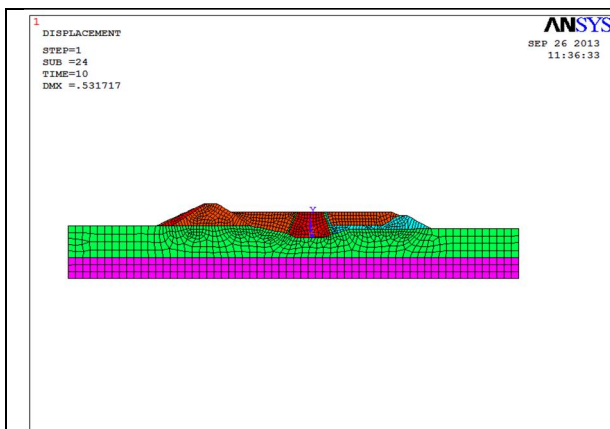 1
DISPLACEMENT
STEP=1
SUB =24
TIME=10
DMX =.531717
ANSYS
SEP 26 2013
11:36:33
Y